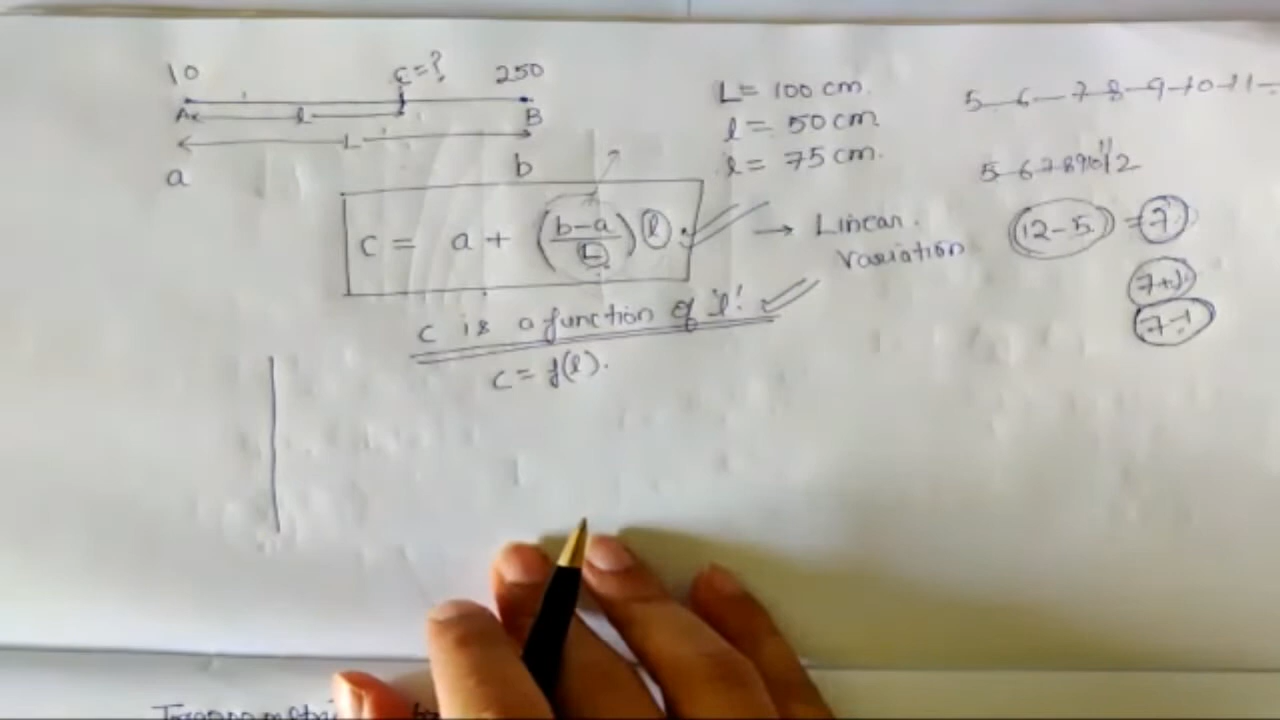 10 C=? 250
A l B
L
a b
C = a + (b-a/L) l.
→ Linear.
Variation
C is a function of 'l'.
C = f(l).
L = 100 cm.
l = 50 cm.
l = 75 cm.
5-6-7-8-9-10-11-
5-6-7 8 9 10 11 12
12-5 = 7
7+1
7-1